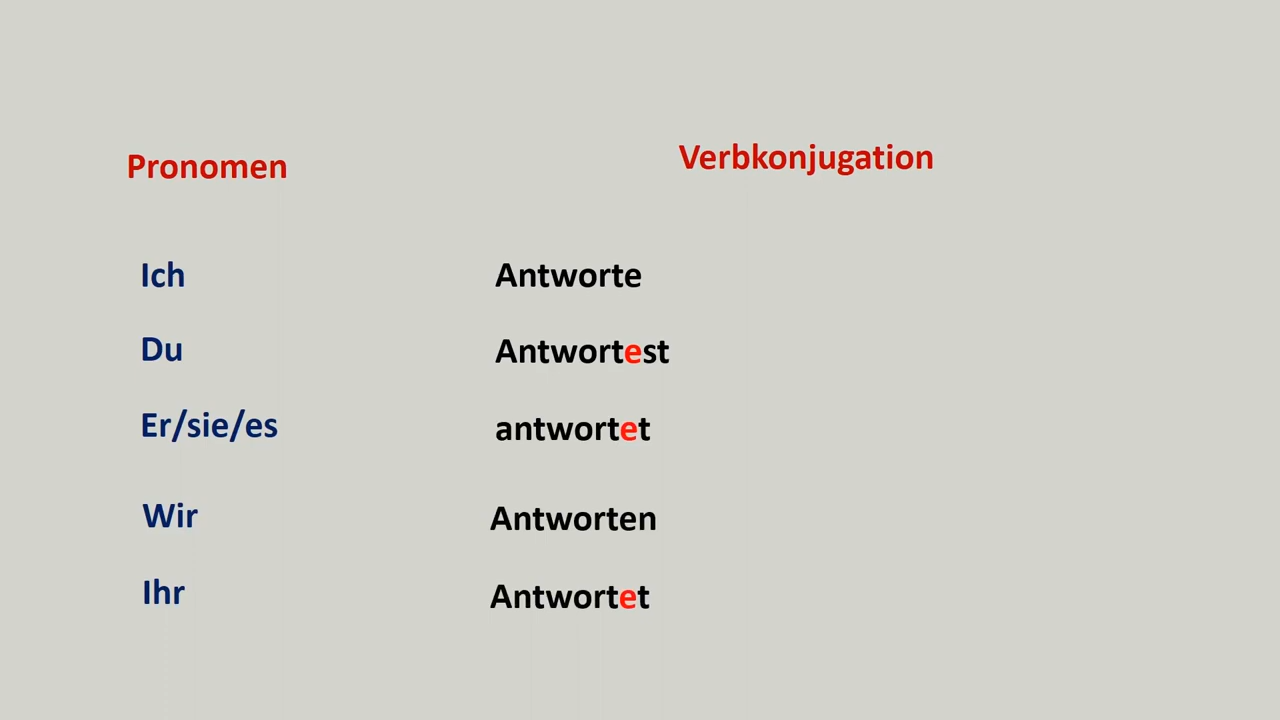 Pronomen Verbkonjugation
Ich Antworte
Du Antwortest
Er/sie/es antwortet
Wir Antworten
Ihr Antwortet